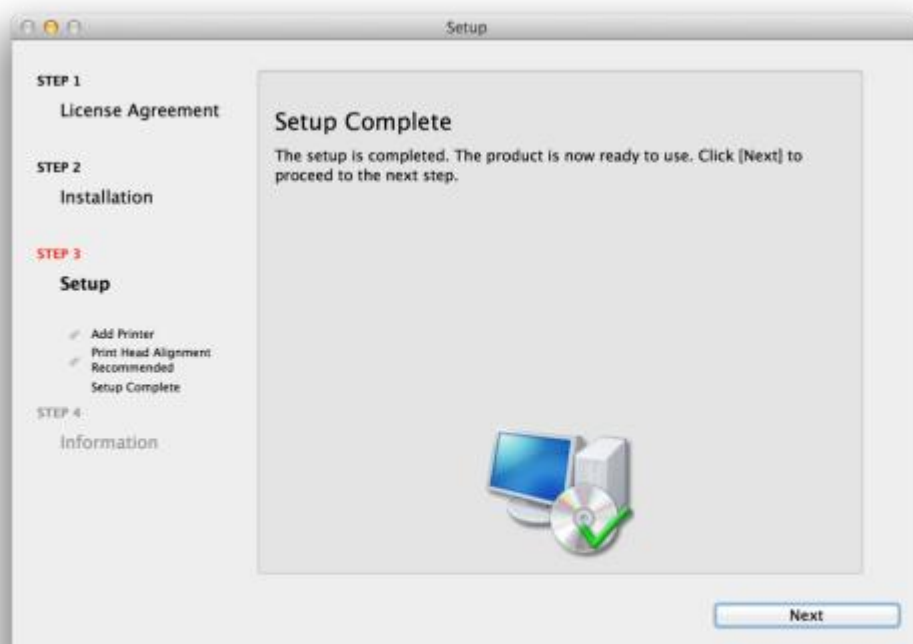 Setup
STEP 1
License Agreement
STEP 2
Installation
STEP 3
Setup
Add Printer
Print Head Alignment
Recommended
Setup Complete
STEP 4
Information
Setup Complete
The setup is completed. The product is now ready to use. Click [Next] to
proceed to the next step.
Next